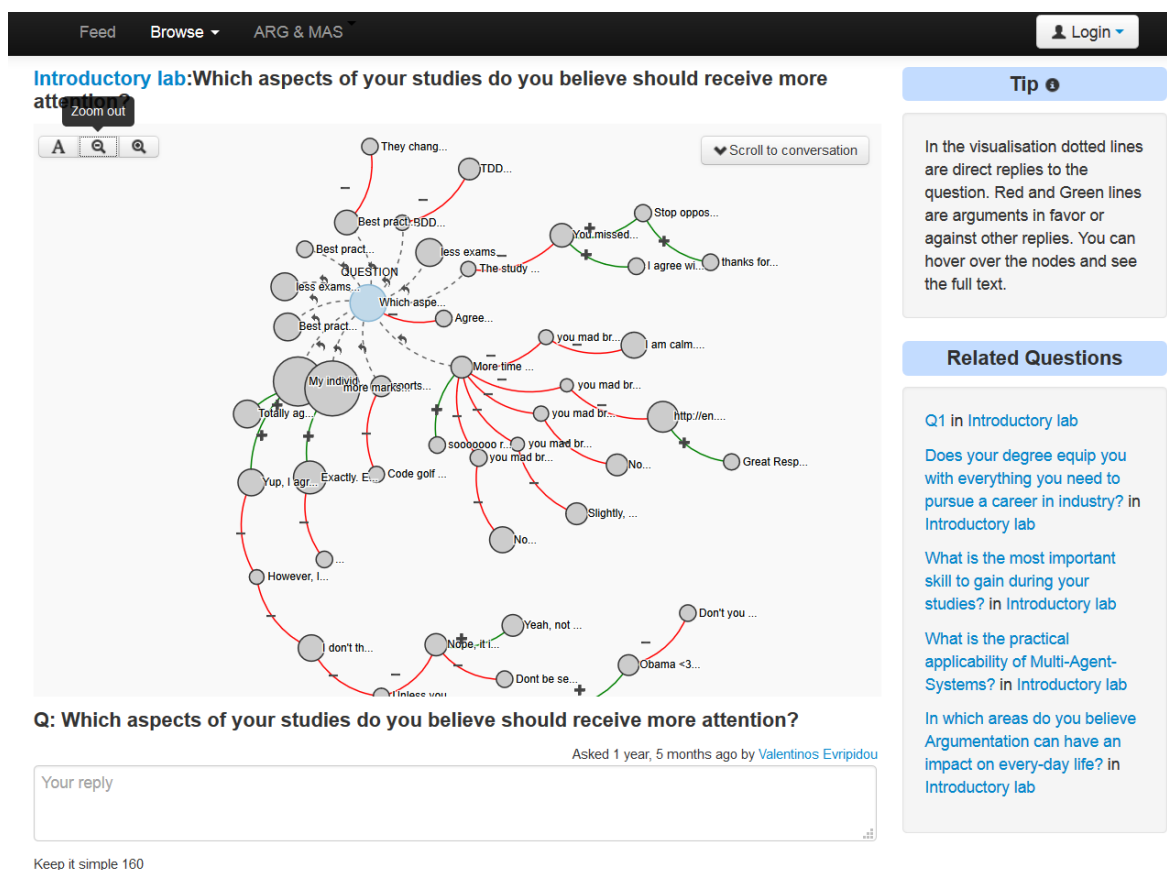 Feed Browse ARG & MAS Login
Introductory lab:Which aspects of your studies do you believe should receive more
attention?
Zoom out
A
Scroll to conversation
They chang...
TDD...
Best pract...
BDD...
Stop oppos...
You missed...
Best pract...
less exams...
The study ...
I agree wi...
thanks for...
QUESTION
less exams...
Which aspe...
Agree...
Best pract...
you mad br...
I am calm....
More time ...
My individ
more marks...
ports...
you mad br...
Totally ag...
you mad br...
http://en....
sooooooo r...
you mad br...
you mad br...
No...
Great Resp...
Yup, I agr...
Exactly. E...
Code golf ...
Slightly, ...
No...
...
However, I...
Don't you ...
Yeah, not ...
I don't th...
Nope, it i...
Obama <3...
Dont be se...
Unless you
Q: Which aspects of your studies do you believe should receive more attention?
Asked 1 year, 5 months ago by Valentinos Evripidou
Your reply
Keep it simple 160
Tip
In the visualisation dotted lines
are direct replies to the
question. Red and Green lines
are arguments in favor or
against other replies. You can
hover over the nodes and see
the full text.
Related Questions
Q1 in Introductory lab
Does your degree equip you
with everything you need to
pursue a career in industry? in
Introductory lab
What is the most important
skill to gain during your
studies? in Introductory lab
What is the practical
applicability of Multi-Agent-
Systems? in Introductory lab
In which areas do you believe
Argumentation can have an
impact on every-day life? in
Introductory lab